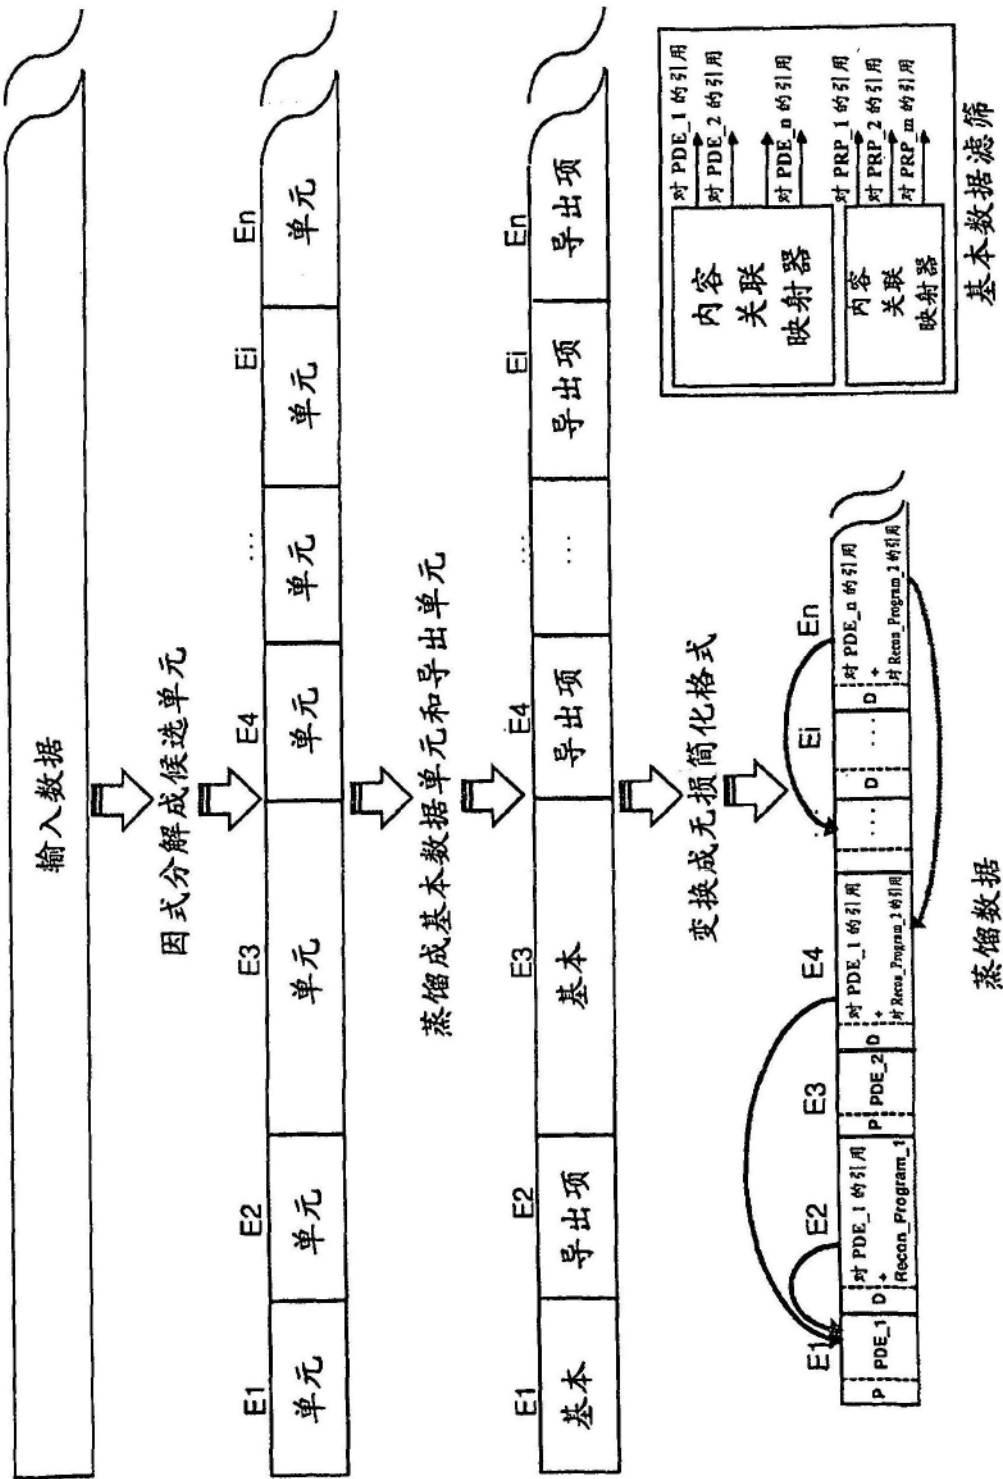 输入数据
因式分解成候选单元
E1
E2
E3
E4
....
Ei
En
单元
单元
单元
单元
单元
单元
单元
蒸馏成基本数据单元和导出单元
E1
E2
E3
E4
....
Ei
En
基本
导出项
基本
导出项
....
导出项
导出项
变换成无损简化格式
E1
E2
E3
E4
Ei
En
P
PDE_1
D
对 PDE_1 的引用
+
Recon_Program_1
P
PDE_2
D
对 PDE_1 的引用
+
对 Recon_Program_2 的引用
....
D
....
D
对 PDE_n 的引用
+
对 Recon_Program_2 的引用
蒸馏数据
内容
关联
映射器
对 PDE_1 的引用
对 PDE_2 的引用
对 PDE_n 的引用
内容
关联
映射器
对 PRP_1 的引用
对 PRP_2 的引用
对 PRP_m 的引用
基本数据滤筛